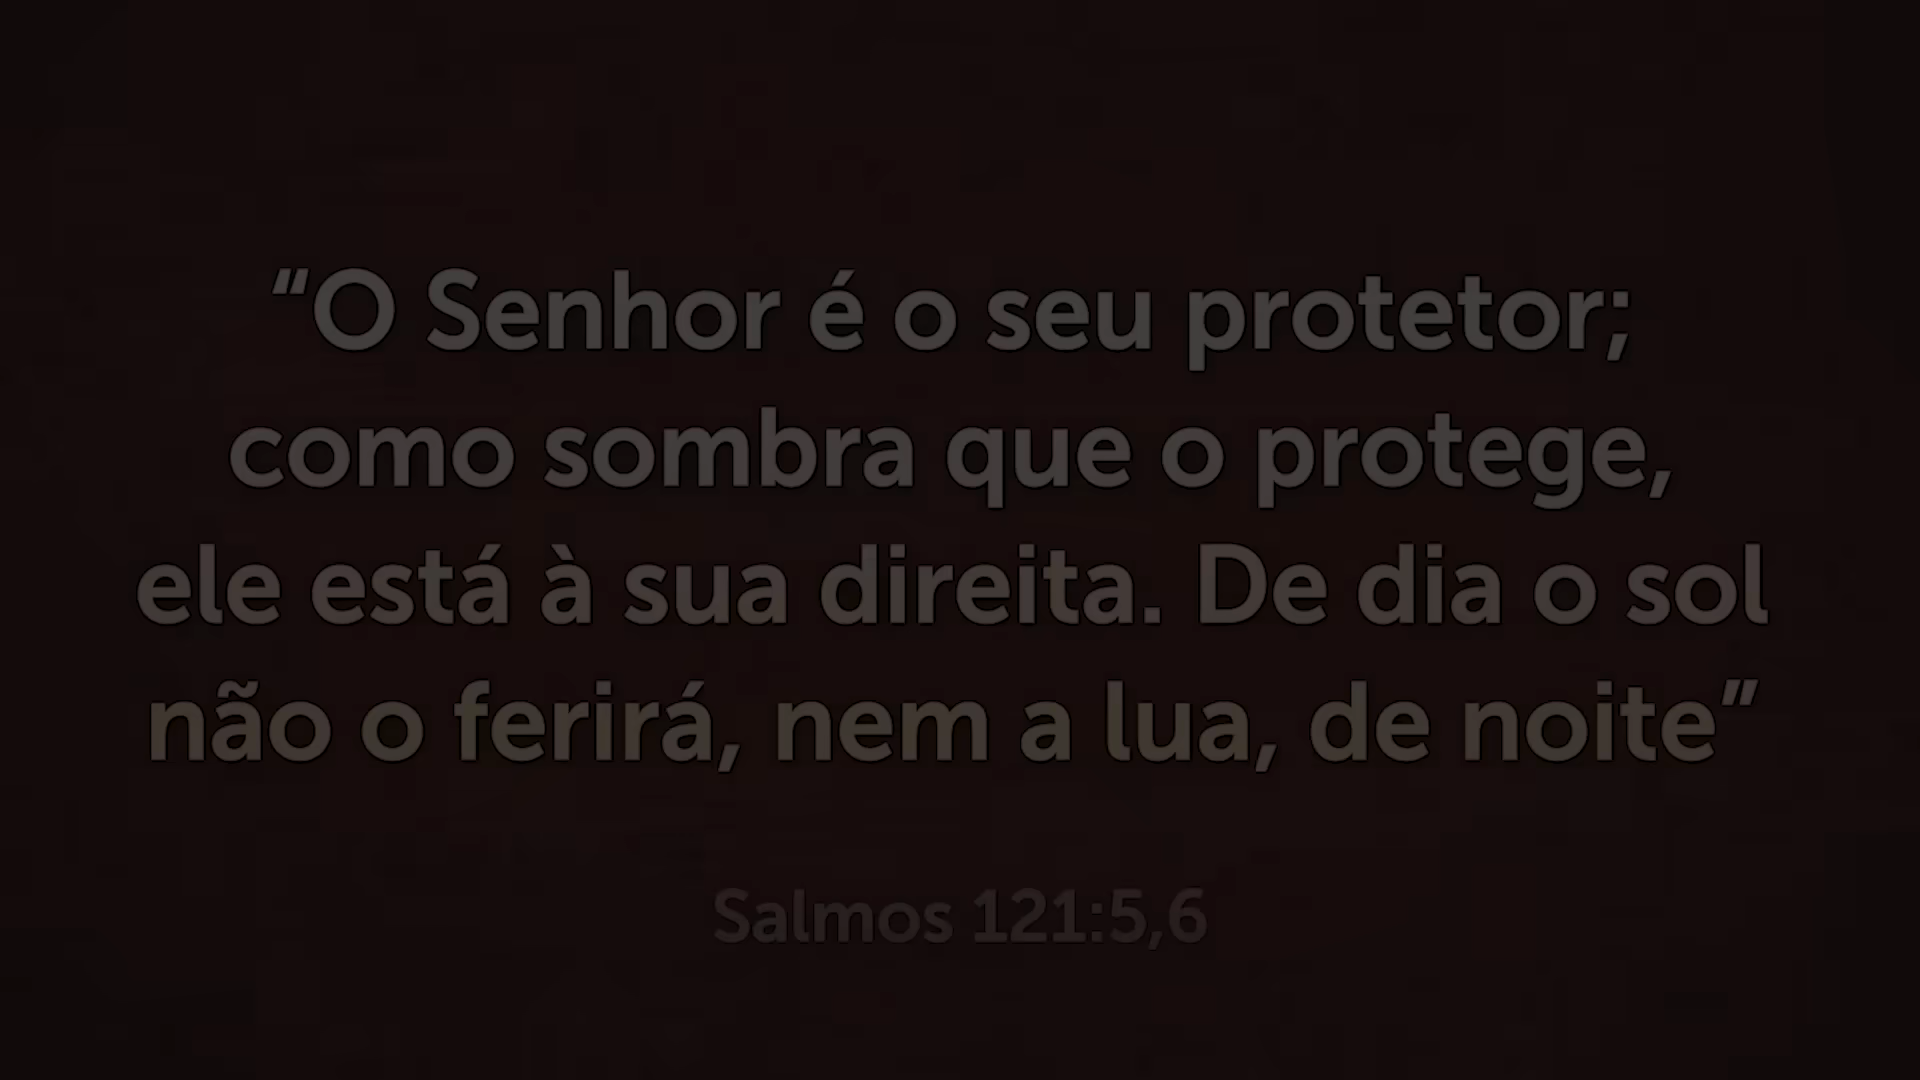 “O Senhor é o seu protetor;
como sombra que o protege,
ele está à sua direita. De dia o sol
não o ferirá, nem a lua, de noite”
Salmos 121:5,6